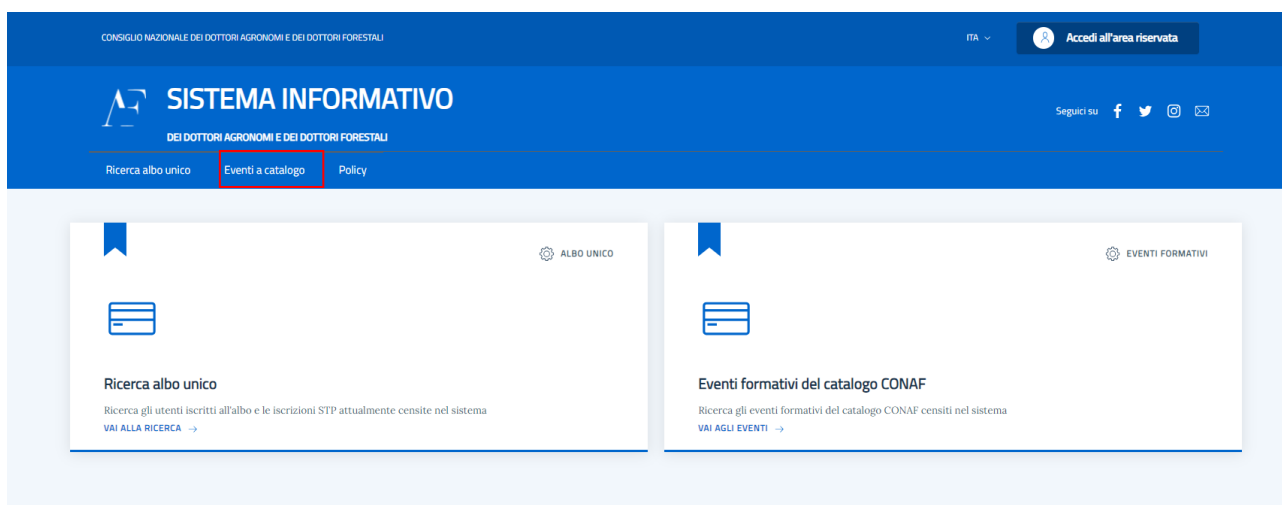 CONSIGLIO NAZIONALE DEI DOTTORI AGRONOMI E DEI DOTTORI FORESTALI
ITA
Accedi all'area riservata
SISTEMA INFORMATIVO
DEI DOTTORI AGRONOMI E DEI DOTTORI FORESTALI
Seguici su
Ricerca albo unico Eventi a catalogo Policy
ALBO UNICO
Ricerca albo unico
Ricerca gli utenti iscritti all'albo e le iscrizioni STP attualmente censite nel sistema
VAI ALLA RICERCA →
EVENTI FORMATIVI
Eventi formativi del catalogo CONAF
Ricerca gli eventi formativi del catalogo CONAF censiti nel sistema
VAI AGLI EVENTI →